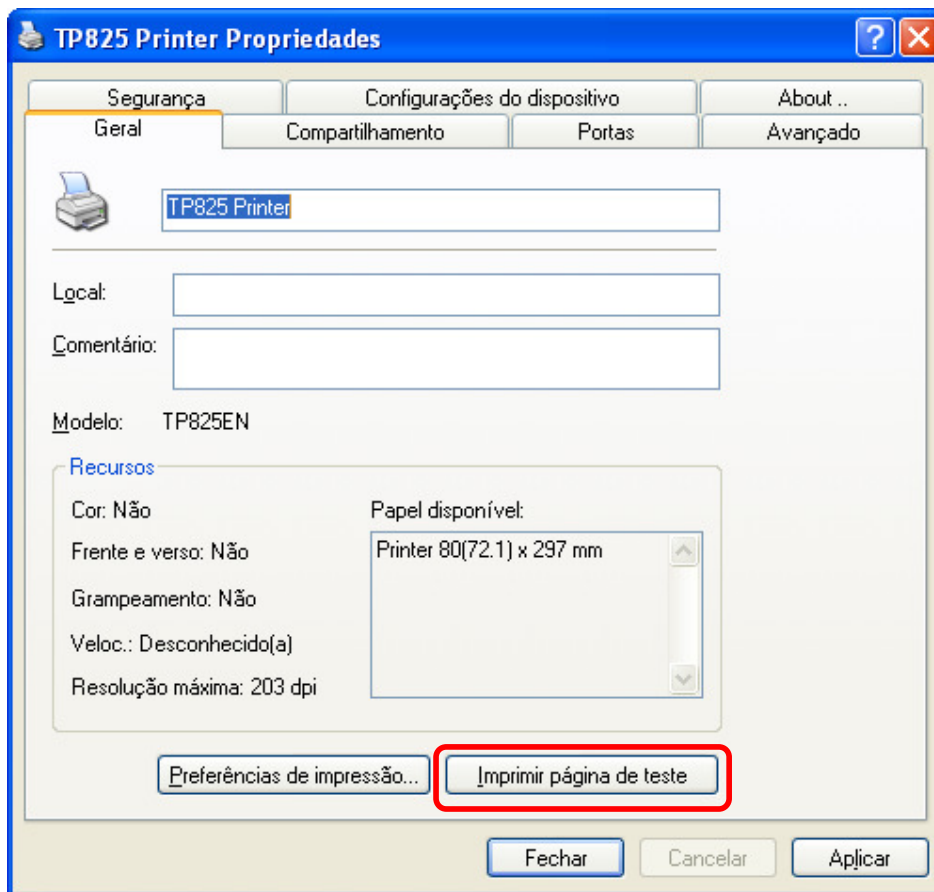 TP825 Printer Propriedades
Segurança Configurações do dispositivo About ..
Geral Compartilhamento Portas Avançado
TP825 Printer
Local:
Comentário:
Modelo: TP825EN
Recursos
Cor: Não Papel disponível:
Frente e verso: Não Printer 80(72.1) x 297 mm
Grampeamento: Não
Veloc.: Desconhecido(a)
Resolução máxima: 203 dpi
Preferências de impressão... Imprimir página de teste
Fechar Cancelar Aplicar